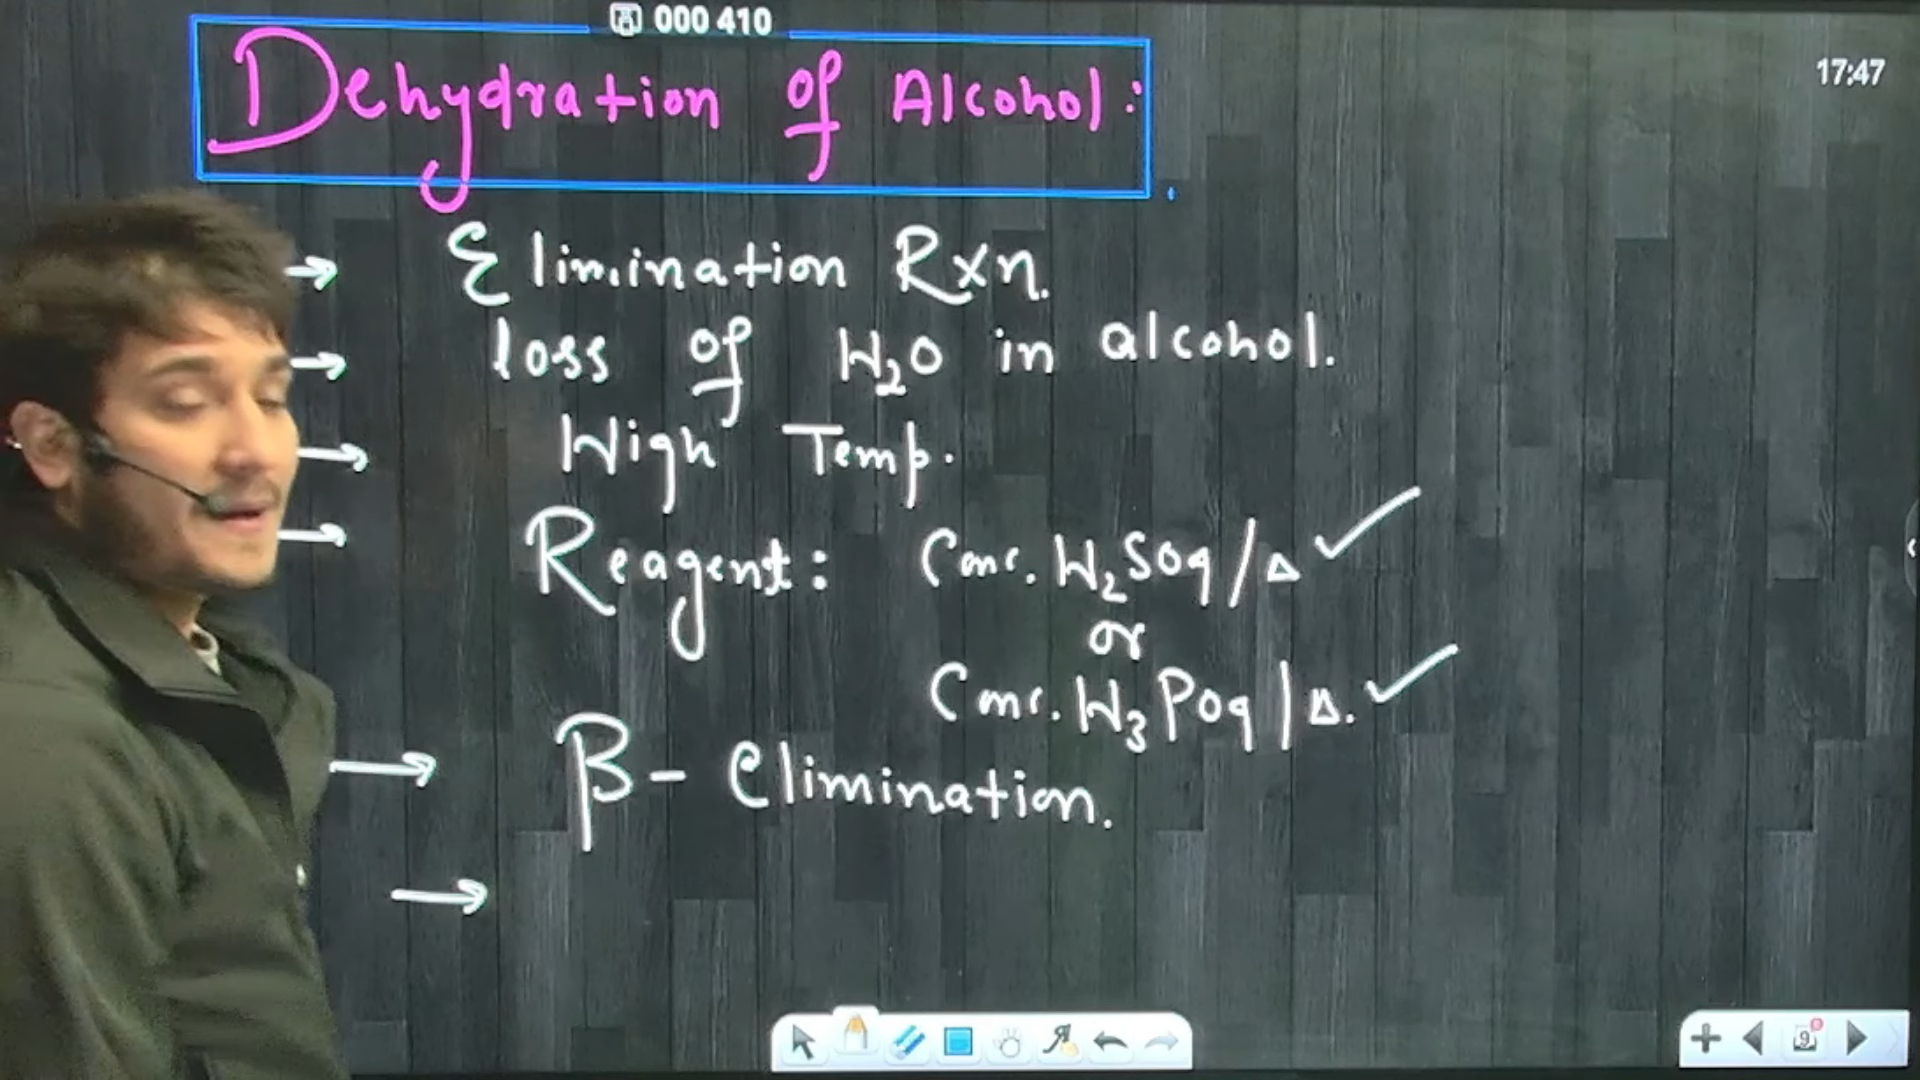 000 410
17:47
Dehydration of Alcohol :
→ Elimination Rxn.
→ loss of H₂O in alcohol.
→ High Temp.
→ Reagent : Conc. H₂SO₄ / Δ ✓
or
Conc. H₃PO₄ / Δ. ✓
→ β - Elimination.
→
9